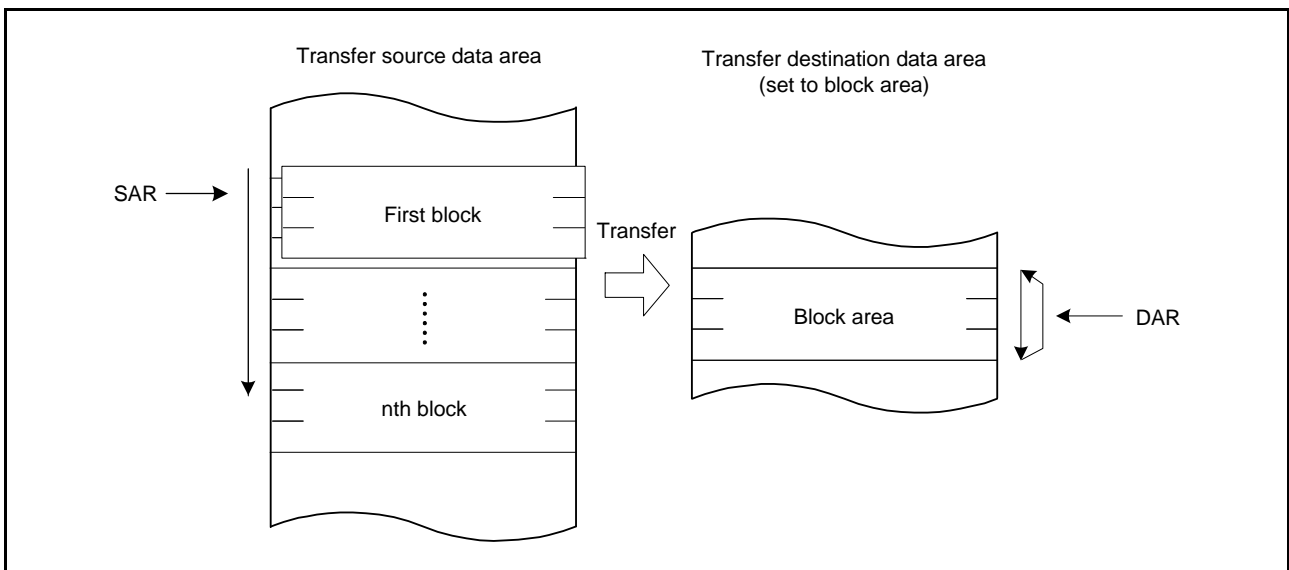 Transfer source data area
Transfer destination data area
(set to block area)
SAR
First block
Transfer
Block area
DAR
nth block